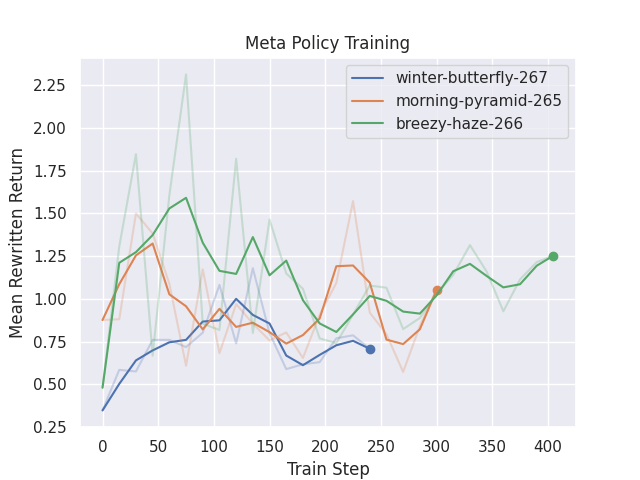 Meta Policy Training
winter-butterfly-267
morning-pyramid-265
breezy-haze-266
Mean Rewritten Return
2.25
2.00
1.75
1.50
1.25
1.00
0.75
0.50
0.25
0 50 100 150 200 250 300 350 400
Train Step